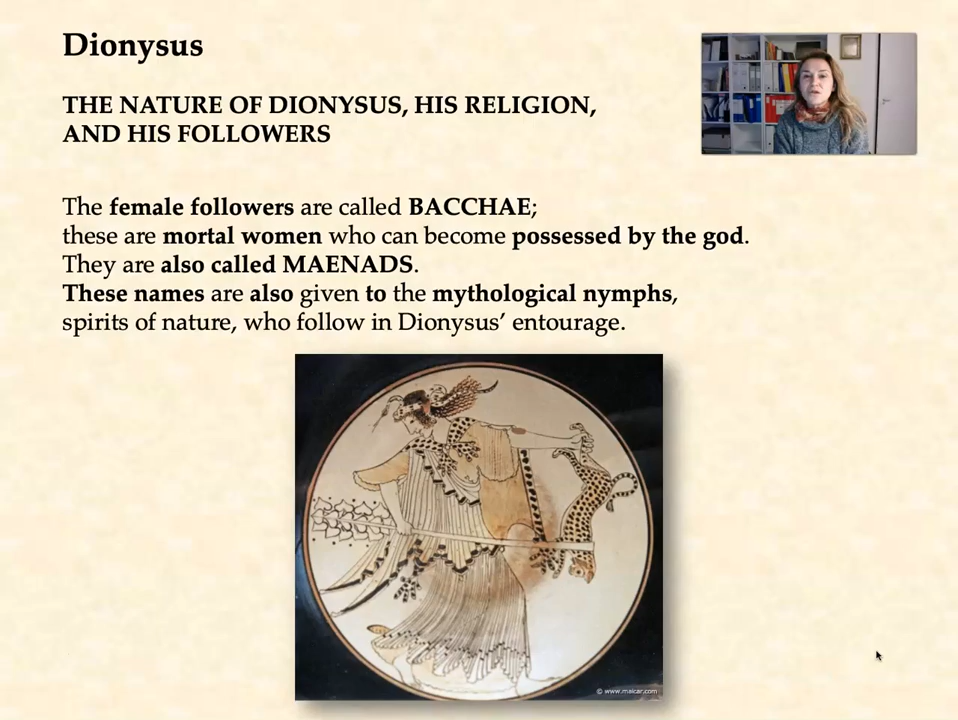 Dionysus
THE NATURE OF DIONYSUS, HIS RELIGION,
AND HIS FOLLOWERS
The female followers are called BACCHAE;
these are mortal women who can become possessed by the god.
They are also called MAENADS.
These names are also given to the mythological nymphs,
spirits of nature, who follow in Dionysus’ entourage.
© www.maicar.com